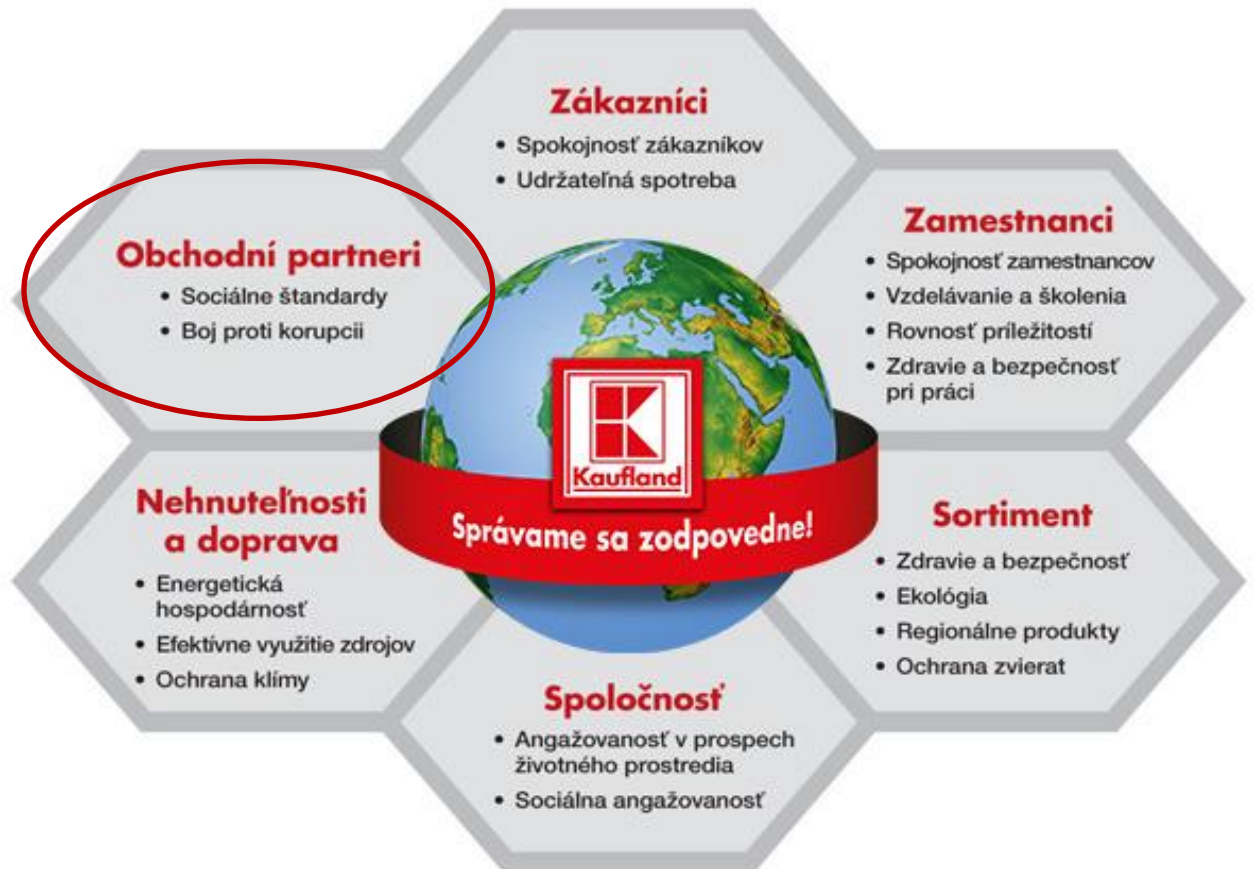 Zákazníci
• Spokojnosť zákazníkov
• Udržateľná spotreba
Obchodní partneri
• Sociálne štandardy
• Boj proti korupcii
Zamestnanci
• Spokojnosť zamestnancov
• Vzdelávanie a školenia
• Rovnosť príležitostí
• Zdravie a bezpečnosť
pri práci
Kaufland
Správame sa zodpovedne!
Nehnuteľnosti
a doprava
• Energetická
hospodárnosť
• Efektívne využitie zdrojov
• Ochrana klímy
Sortiment
• Zdravie a bezpečnosť
• Ekológia
• Regionálne produkty
• Ochrana zvierat
Spoločnosť
• Angažovanosť v prospech
životného prostredia
• Sociálna angažovanosť